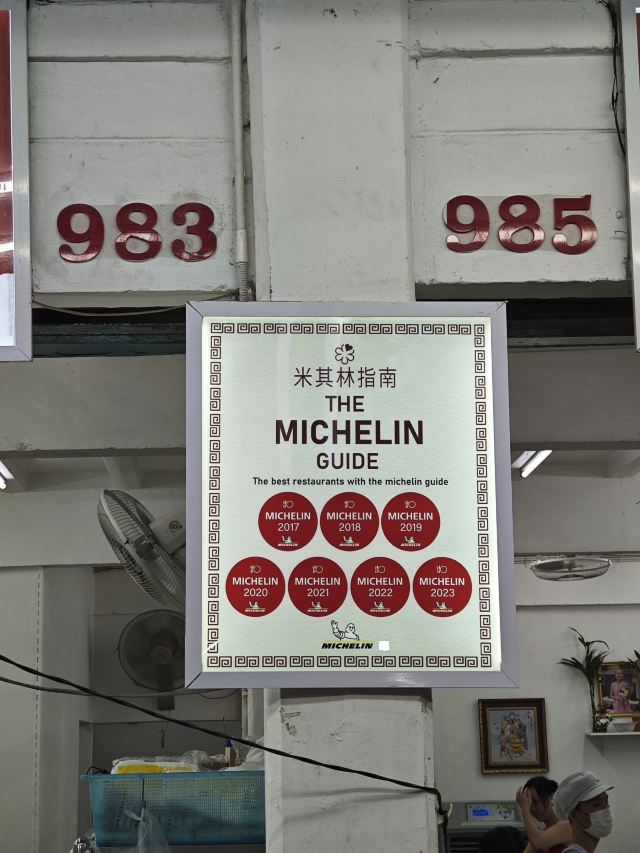 983
985
米其林指南
THE
MICHELIN
GUIDE
The best restaurants with the michelin guide
MICHELIN
2017
MICHELIN
2018
MICHELIN
2019
MICHELIN
2020
MICHELIN
2021
MICHELIN
2022
MICHELIN
2023
MICHELIN